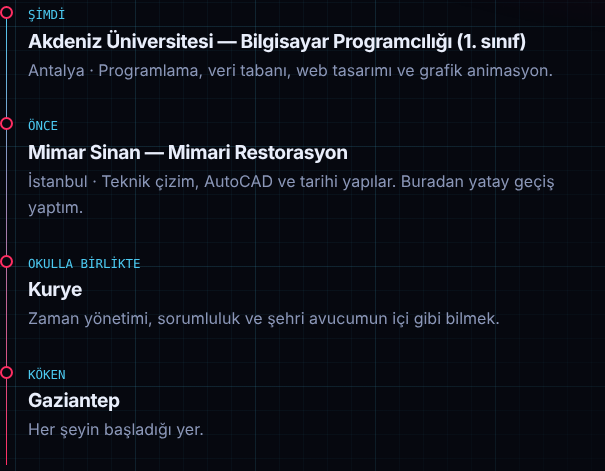 ŞİMDİ
Akdeniz Üniversitesi — Bilgisayar Programcılığı (1. sınıf)
Antalya · Programlama, veri tabanı, web tasarımı ve grafik animasyon.
ÖNCE
Mimar Sinan — Mimari Restorasyon
İstanbul · Teknik çizim, AutoCAD ve tarihi yapılar. Buradan yatay geçiş
yaptım.
OKULLA BİRLİKTE
Kurye
Zaman yönetimi, sorumluluk ve şehri avucumun içi gibi bilmek.
KÖKEN
Gaziantep
Her şeyin başladığı yer.